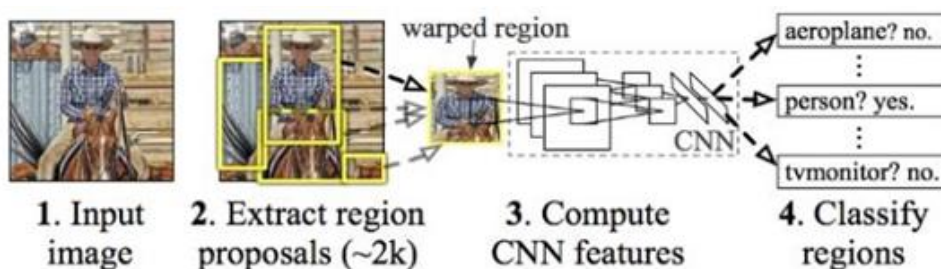 warped region
aeroplane? no.
person? yes.
CNN
tvmonitor? no.
1. Input
image
2. Extract region
proposals (~2k)
3. Compute
CNN features
4. Classify
regions